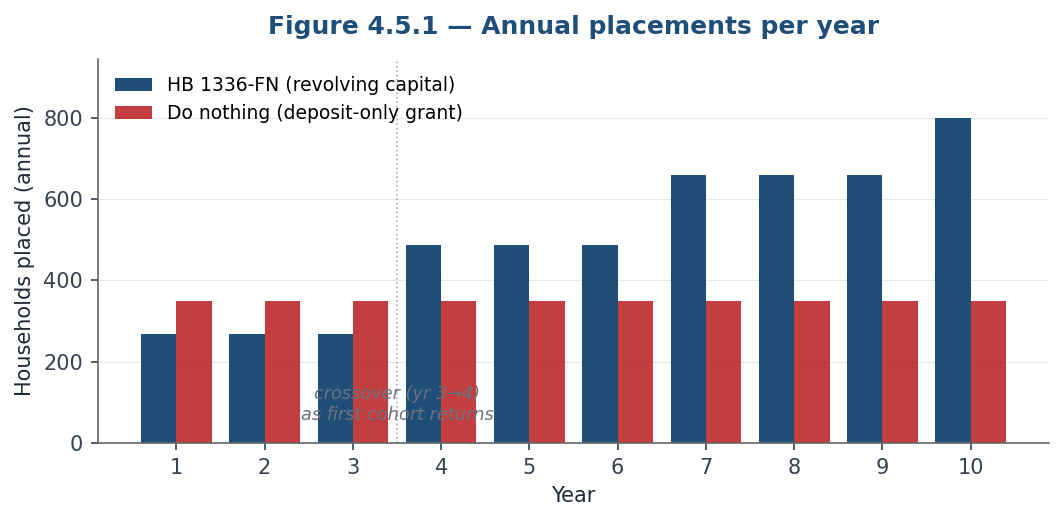 Figure 4.5.1 — Annual placements per year
HB 1336-FN (revolving capital)
Do nothing (deposit-only grant)
Households placed (annual)
800
600
400
200
0
crossover (yr 3→4)
as first cohort returns
1 2 3 4 5 6 7 8 9 10
Year